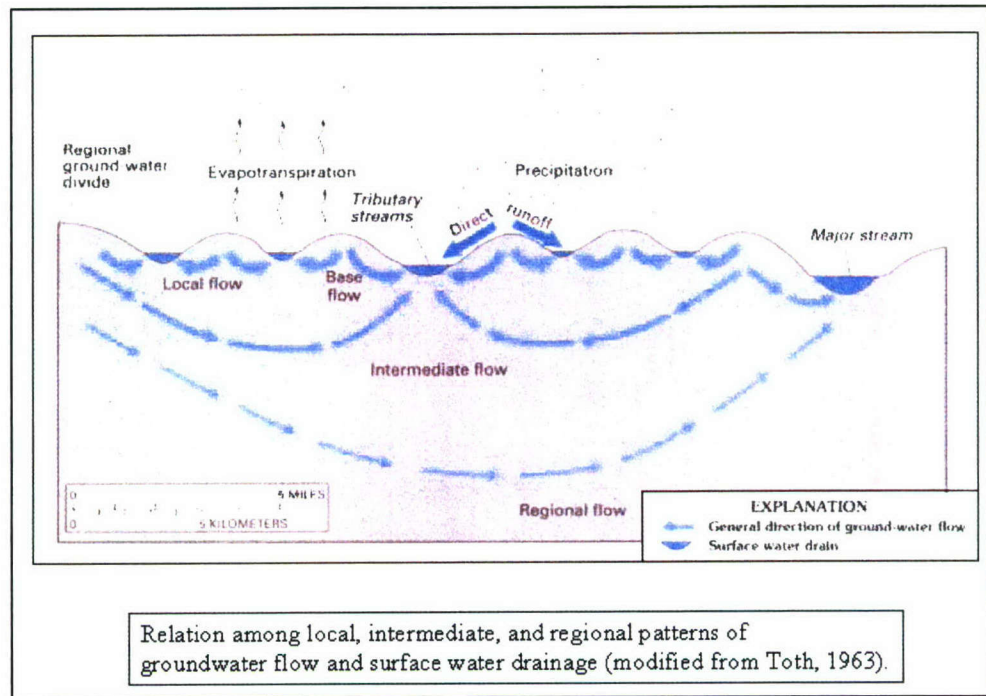 Regional
ground water
divide
Evapotranspiration
Precipitation
Tributary
streams
Direct runoff
Major stream
Local flow
Base
flow
Intermediate flow
0 5 MILES
0 5 KILOMETERS
Regional flow
EXPLANATION
General direction of ground-water flow
Surface water drain
Relation among local, intermediate, and regional patterns of
groundwater flow and surface water drainage (modified from Toth, 1963).